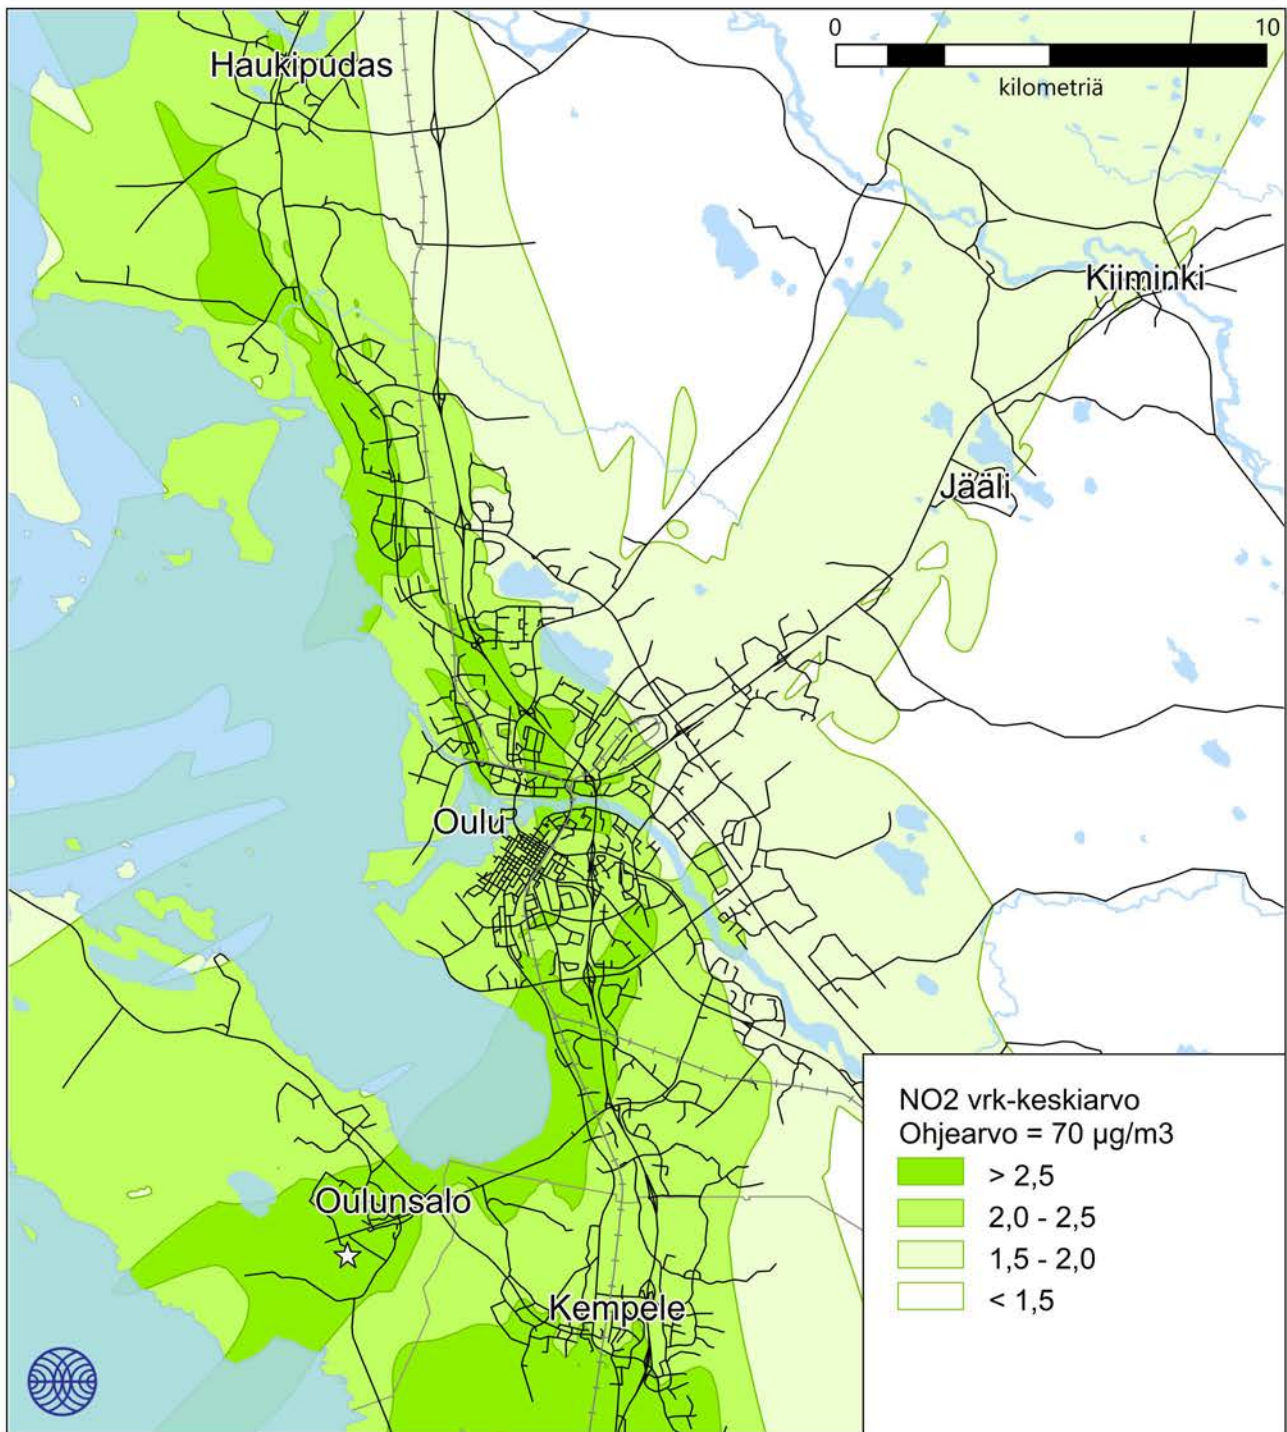 0 10
kilometriä
Haukipudas
Kiiminki
Jääli
Oulu
Oulunsalo
Kempele
NO2 vrk-keskiarvo
Ohjearvo = 70 µg/m3
> 2,5
2,0 - 2,5
1,5 - 2,0
< 1,5